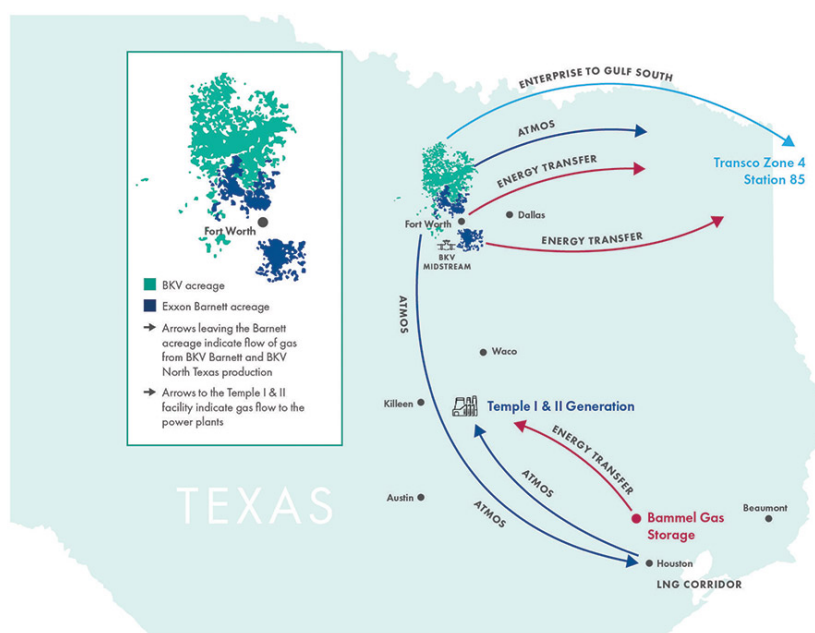 Fort Worth
BKV acreage
Exxon Barnett acreage
Arrows leaving the Barnett
acreage indicate flow of gas
from BKV Barnett and BKV
North Texas production
Arrows to the Temple I & II
facility indicate gas flow to the
power plants
ENTERPRISE TO GULF SOUTH
ATMOS
ENERGY TRANSFER
Transco Zone 4
Station 85
Fort Worth
Dallas
ENERGY TRANSFER
BKV
MIDSTREAM
ATMOS
Waco
Killeen
Temple I & II Generation
ENERGY TRANSFER
ATMOS
TEXAS
Austin
ATMOS
Bammel Gas
Storage
Beaumont
Houston
LNG CORRIDOR